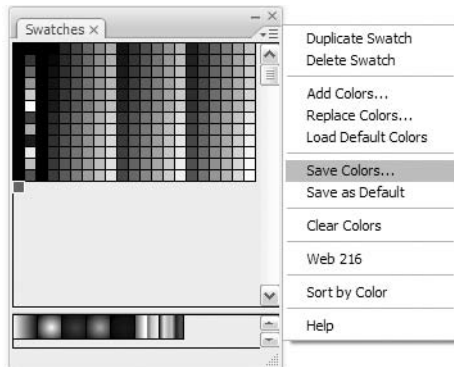 Swatches
Duplicate Swatch
Delete Swatch
Add Colors...
Replace Colors...
Load Default Colors
Save Colors...
Save as Default
Clear Colors
Web 216
Sort by Color
Help